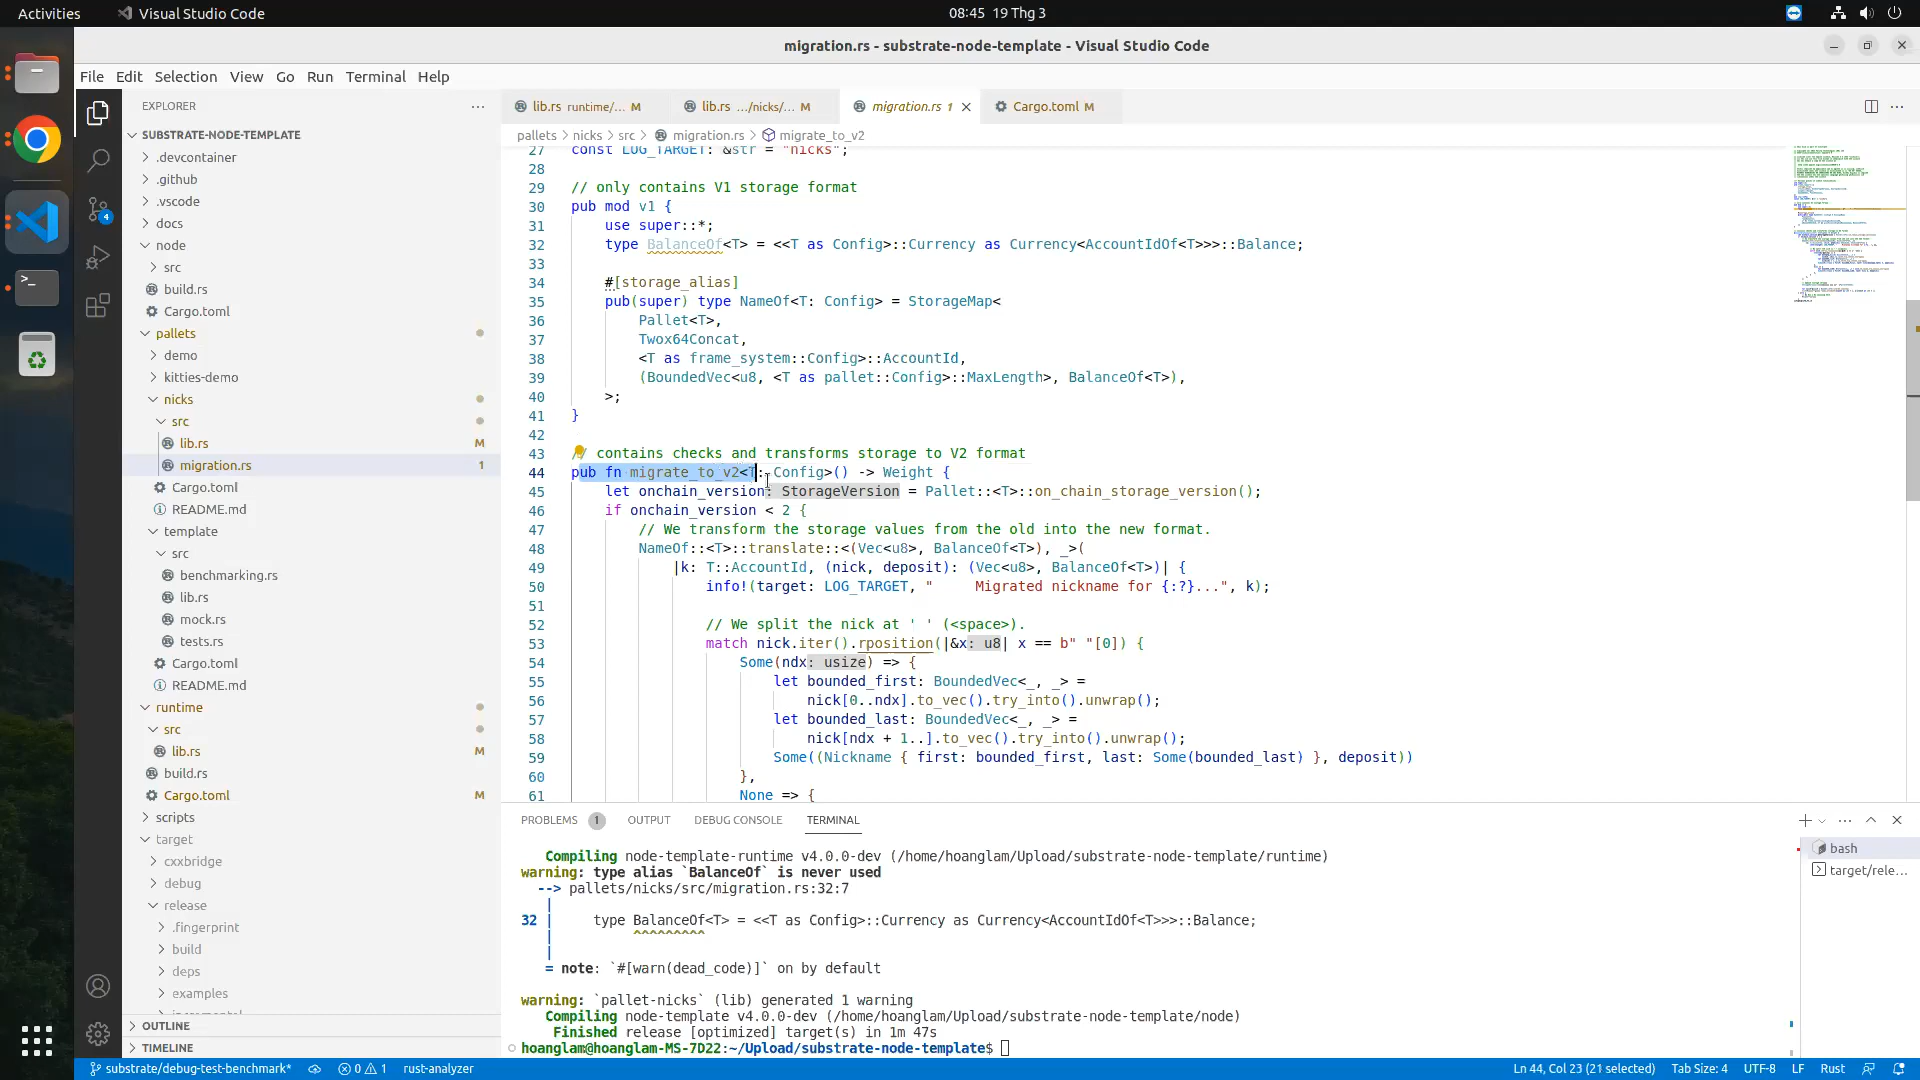 Activities
Visual Studio Code
08:45 19 Thg 3
migration.rs - substrate-node-template - Visual Studio Code
File Edit Selection View Go Run Terminal Help
EXPLORER
SUBSTRATE-NODE-TEMPLATE
.devcontainer
.github
.vscode
docs
node
src
build.rs
Cargo.toml
pallets
demo
kitties-demo
nicks
src
lib.rs M
migration.rs 1
Cargo.toml
README.md
template
src
benchmarking.rs
lib.rs
mock.rs
tests.rs
Cargo.toml
README.md
runtime
src
lib.rs M
build.rs
Cargo.toml M
scripts
target
cxxbridge
debug
release
.fingerprint
build
deps
examples
OUTLINE
TIMELINE
4
lib.rs runtime/... M
lib.rs .../nicks/... M
migration.rs 1
Cargo.toml M
pallets > nicks > src > migration.rs > migrate_to_v2
27 const LOG_TARGET: &str = "nicks";
28
29 // only contains V1 storage format
30 pub mod v1 {
31 use super::*;
32 type BalanceOf<T> = <<T as Config>::Currency as Currency<AccountIdOf<T>>>::Balance;
33
34 #[storage_alias]
35 pub(super) type NameOf<T: Config> = StorageMap<
36 Pallet<T>,
37 Twox64Concat,
38 <T as frame_system::Config>::AccountId,
39 (BoundedVec<u8, <T as pallet::Config>::MaxLength>, BalanceOf<T>),
40 >;
41 }
42
43 // contains checks and transforms storage to V2 format
44 pub fn migrate_to_v2<T: Config>() -> Weight {
45 let onchain_version: StorageVersion = Pallet::<T>::on_chain_storage_version();
46 if onchain_version < 2 {
47 // We transform the storage values from the old into the new format.
48 NameOf::<T>::translate::<(Vec<u8>, BalanceOf<T>), _>(
49 |k: T::AccountId, (nick, deposit): (Vec<u8>, BalanceOf<T>)| {
50 info!(target: LOG_TARGET, "     Migrated nickname for {:?}...", k);
51
52 // We split the nick at ' ' (<space>).
53 match nick.iter().rposition(|&x: u8| x == b" "[0]) {
54 Some(ndx: usize) => {
55 let bounded_first: BoundedVec<_, _> =
56 nick[0..ndx].to_vec().try_into().unwrap();
57 let bounded_last: BoundedVec<_, _> =
58 nick[ndx + 1..].to_vec().try_into().unwrap();
59 Some((Nickname { first: bounded_first, last: Some(bounded_last) }, deposit))
60 },
61 None => {
PROBLEMS 1 OUTPUT DEBUG CONSOLE TERMINAL
Compiling node-template-runtime v4.0.0-dev (/home/hoanglam/Upload/substrate-node-template/runtime)
warning: type alias `BalanceOf` is never used
--> pallets/nicks/src/migration.rs:32:7
|
32 | type BalanceOf<T> = <<T as Config>::Currency as Currency<AccountIdOf<T>>>::Balance;
| ^^^^^^^^^
|
= note: `#[warn(dead_code)]` on by default
warning: `pallet-nicks` (lib) generated 1 warning
Compiling node-template v4.0.0-dev (/home/hoanglam/Upload/substrate-node-template/node)
Finished release [optimized] target(s) in 1m 47s
hoanglam@hoanglam-MS-7D22:~/Upload/substrate-node-template$
bash
target/rele...
substrate/debug-test-benchmark* 0 1 rust-analyzer
Ln 44, Col 23 (21 selected) Tab Size: 4 UTF-8 LF Rust